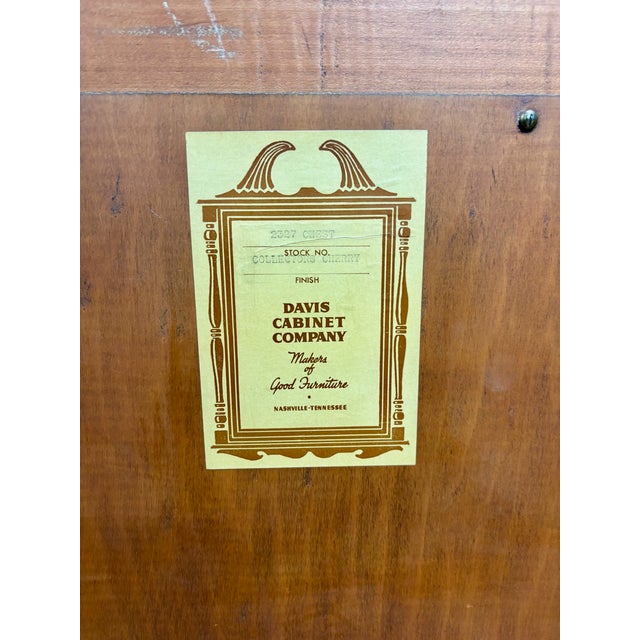 2327 CHEST
STOCK NO.
COLLECTORS CHERRY
FINISH
DAVIS
CABINET
COMPANY
Makers
of
Good Furniture
NASHVILLE-TENNESSEE